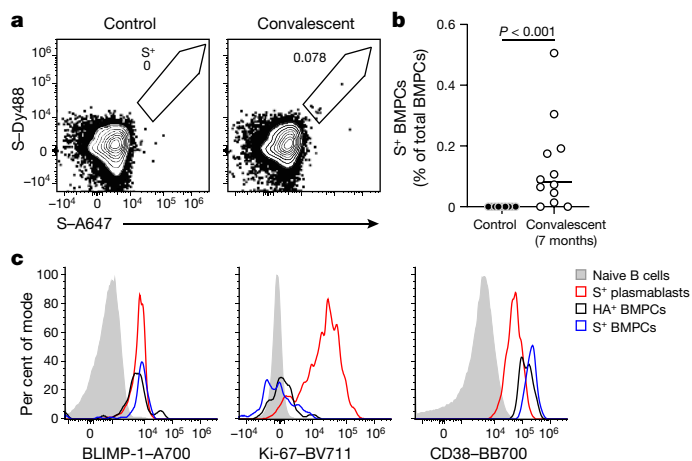 a
Control
Convalescent
S–Dy488
10⁶
10⁵
10⁴
0
–10⁴
S⁺
0
0.078
–10⁴ 0 10⁴ 10⁵ 10⁶
–10⁴ 0 10⁴ 10⁵ 10⁶
S–A647
b
S⁺ BMPCs
(% of total BMPCs)
0.6
0.4
0.2
0
P < 0.001
Control
Convalescent
(7 months)
c
Per cent of mode
100
80
60
40
20
0
0 10⁴ 10⁵ 10⁶
BLIMP-1–A700
–10⁴ 0 10⁴ 10⁵ 10⁶
Ki-67–BV711
0 10⁴ 10⁵ 10⁶
CD38–BB700
Naive B cells
S⁺ plasmablasts
HA⁺ BMPCs
S⁺ BMPCs